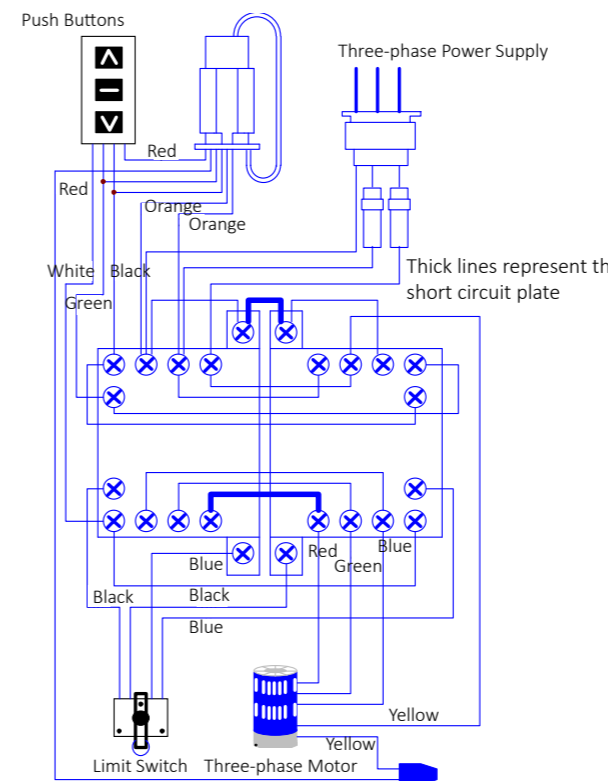 Push Buttons
Three-phase Power Supply
Red
Red
Orange
Orange
White
Black
Green
Thick lines represent th
short circuit plate
Blue
Red
Blue
Green
Black
Black
Blue
Yellow
Yellow
Limit Switch
Three-phase Motor